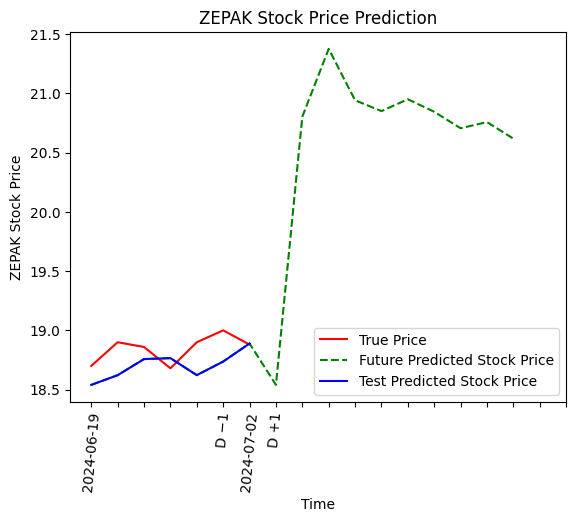 ZEPAK Stock Price Prediction
21.5
21.0
20.5
20.0
19.5
19.0
18.5
ZEPAK Stock Price
True Price
Future Predicted Stock Price
Test Predicted Stock Price
2024-06-19
D −1
2024-07-02
D +1
Time